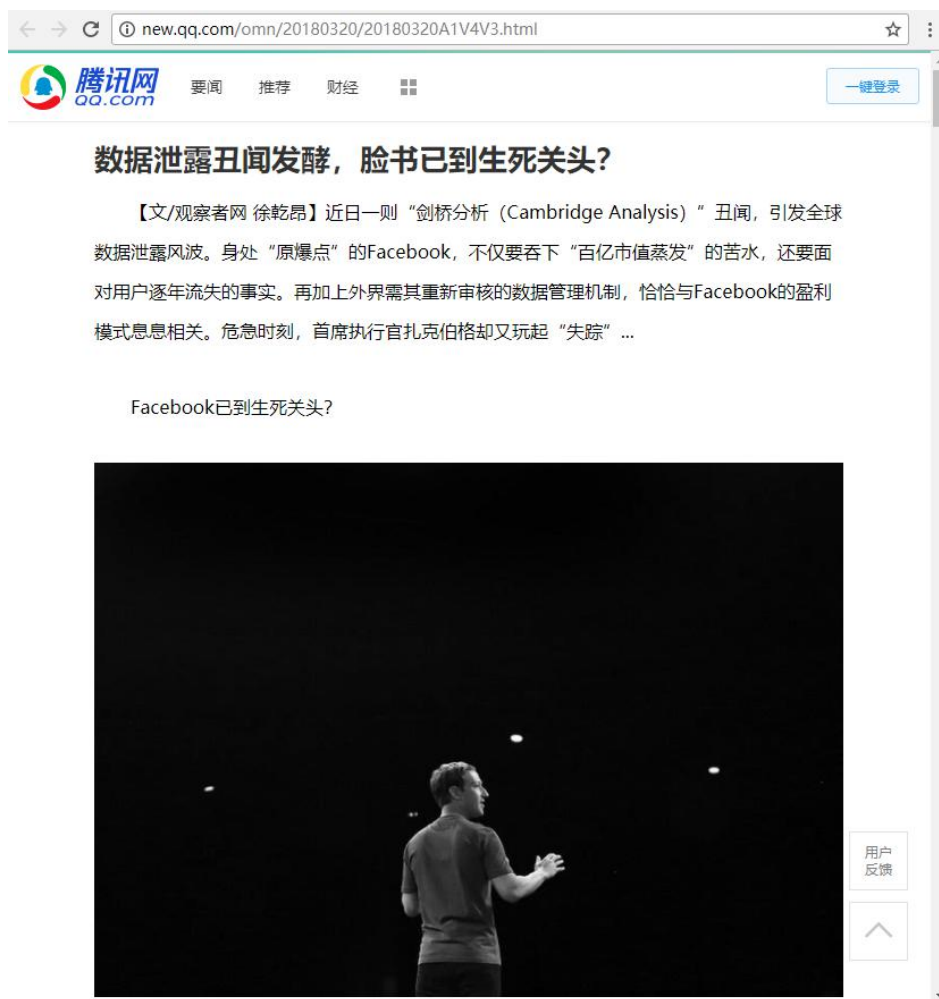 new.qq.com/omn/20180320/20180320A1V4V3.html
腾讯网
qq.com
要闻 推荐 财经
一键登录
数据泄露丑闻发酵，脸书已到生死关头？
【文/观察者网 徐乾昂】近日一则“剑桥分析（Cambridge Analysis）”丑闻，引发全球
数据泄露风波。身处“原爆点”的Facebook，不仅要吞下“百亿市值蒸发”的苦水，还要面
对用户逐年流失的事实。再加上外界需其重新审核的数据管理机制，恰恰与Facebook的盈利
模式息息相关。危急时刻，首席执行官扎克伯格却又玩起“失踪”...
Facebook已到生死关头？
用户
反馈